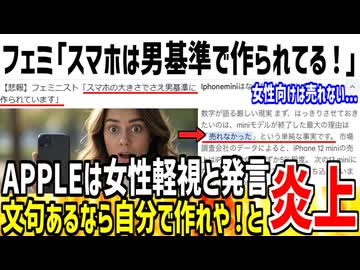 フェミ「スマホは男基準で作られてる！」
【悲報】フェミニスト「スマホの大きさでさえ男基準に
作られています」
Iphoneminiはな
女性向けは売れない…
数字が語る厳しい現実 まず、はっきりさせておき
たいのは、miniモデルが終了した最大の理由は
「売れなかった」という単純な事実です。 市場
調査会社のデータによると、iPhone 12 miniの売
APPLEは女性軽視と発言
文句あるなら自分で作れや！と
炎上